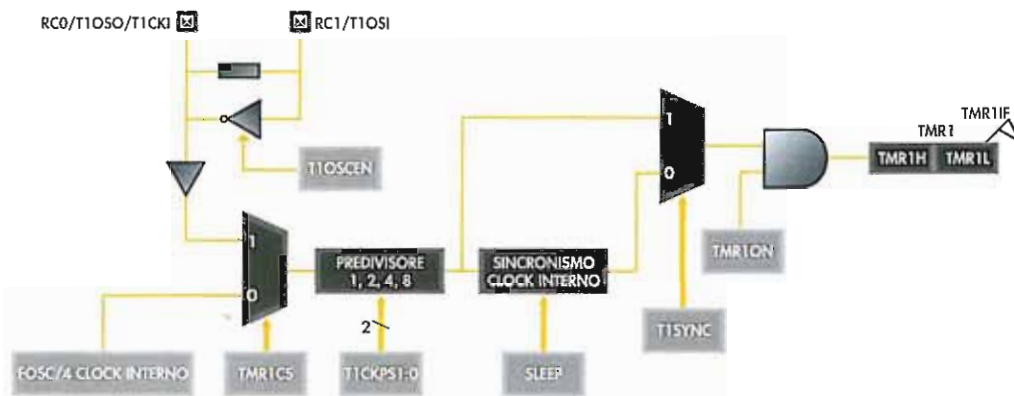 RC0/T1OSO/T1CKI
RC1/T1OSI
T1OSCEN
1
0
PREDIVISORE
1, 2, 4, 8
SINCRONISMO
CLOCK INTERNO
1
0
TMR1IF
TMR1
TMR1H
TMR1L
TMR1ON
2
T1SYNC
FOSC/4 CLOCK INTERNO
TMR1CS
T1CKPS1:0
SLEEP